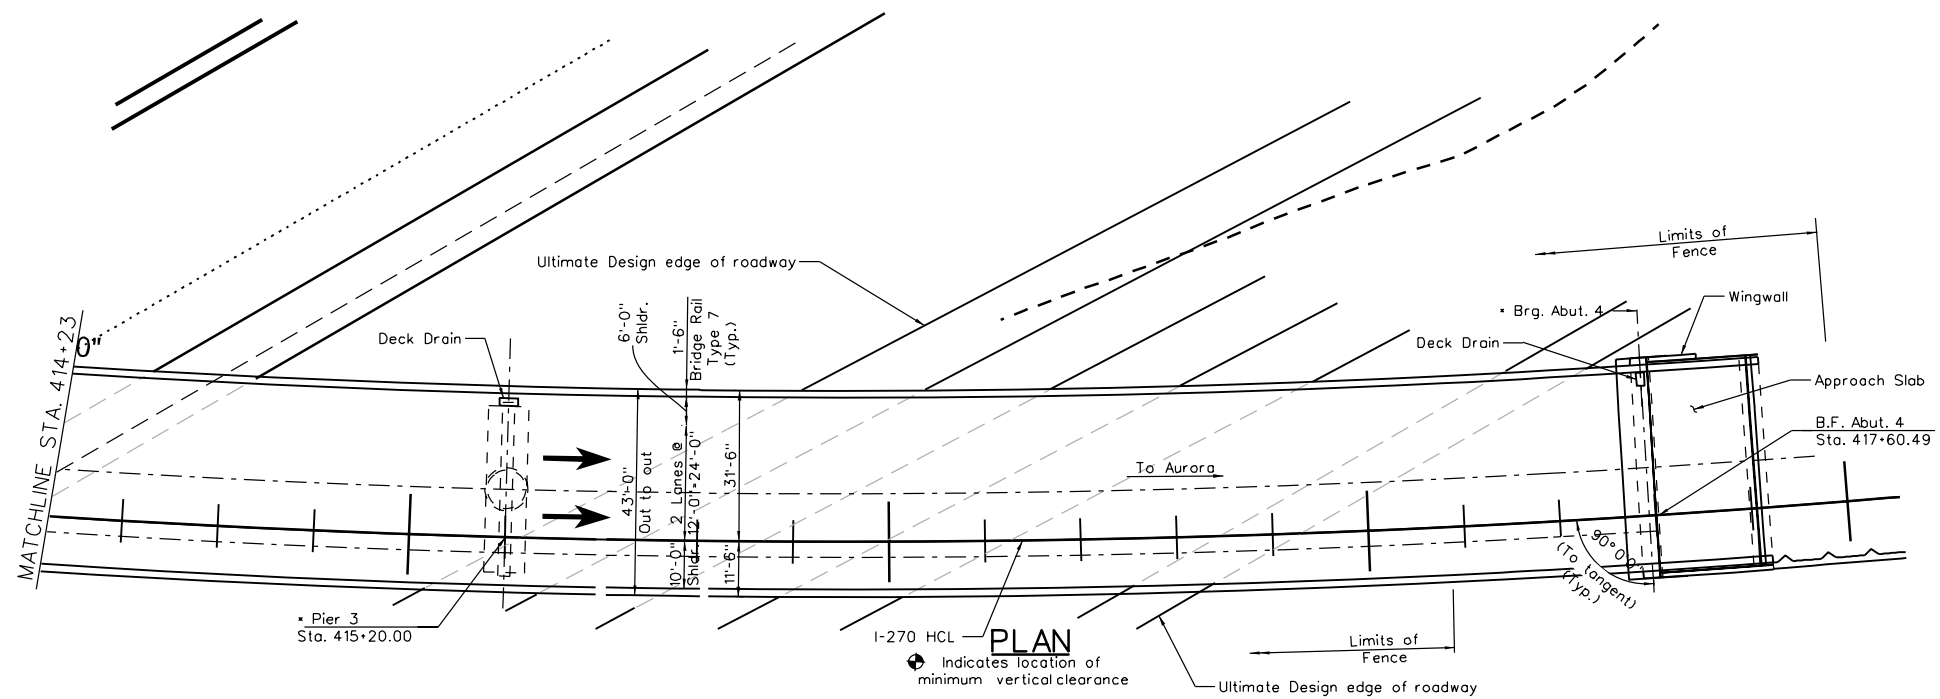 Limits of
Fence
Ultimate Design edge of roadway
Wingwall
* Brg. Abut. 4
Deck Drain
Deck Drain
6'-0"
Shldr.
1'-6"
Bridge Rail
Type 7
(Typ.)
MATCHLINE STA. 414+23
0"
Approach Slab
B.F. Abut. 4
Sta. 417+60.49
To Aurora
43'-0"
Out to out
2 Lanes @
12'-0"=24'-0"
31'-6"
10'-0"
Shldr.
11'-6"
90°0'0"
(To tangent)
(Typ.)
* Pier 3
Sta. 415+20.00
I-270 HCL
PLAN
Indicates location of
minimum vertical clearance
Limits of
Fence
Ultimate Design edge of roadway